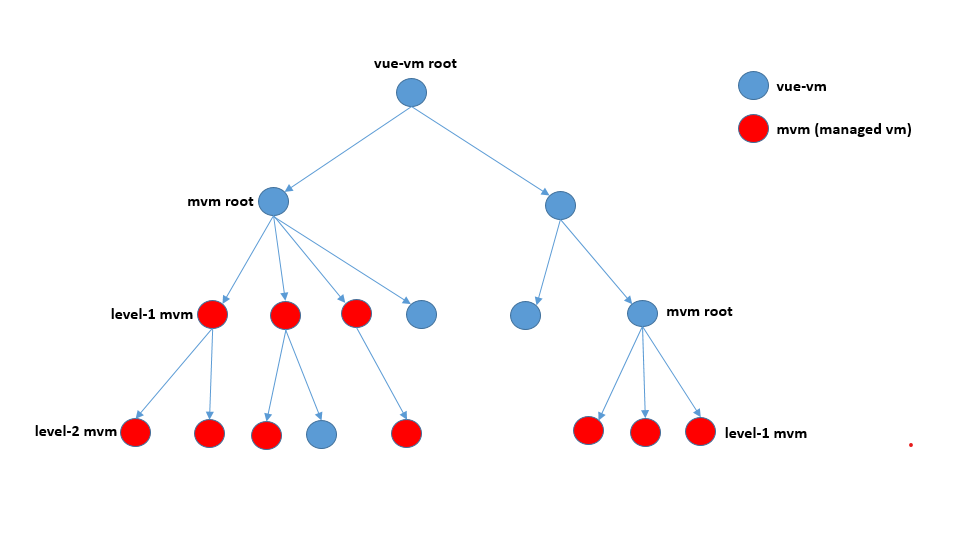 vue-vm root
vue-vm
mvm (managed vm)
mvm root
level-1 mvm
mvm root
level-2 mvm
level-1 mvm